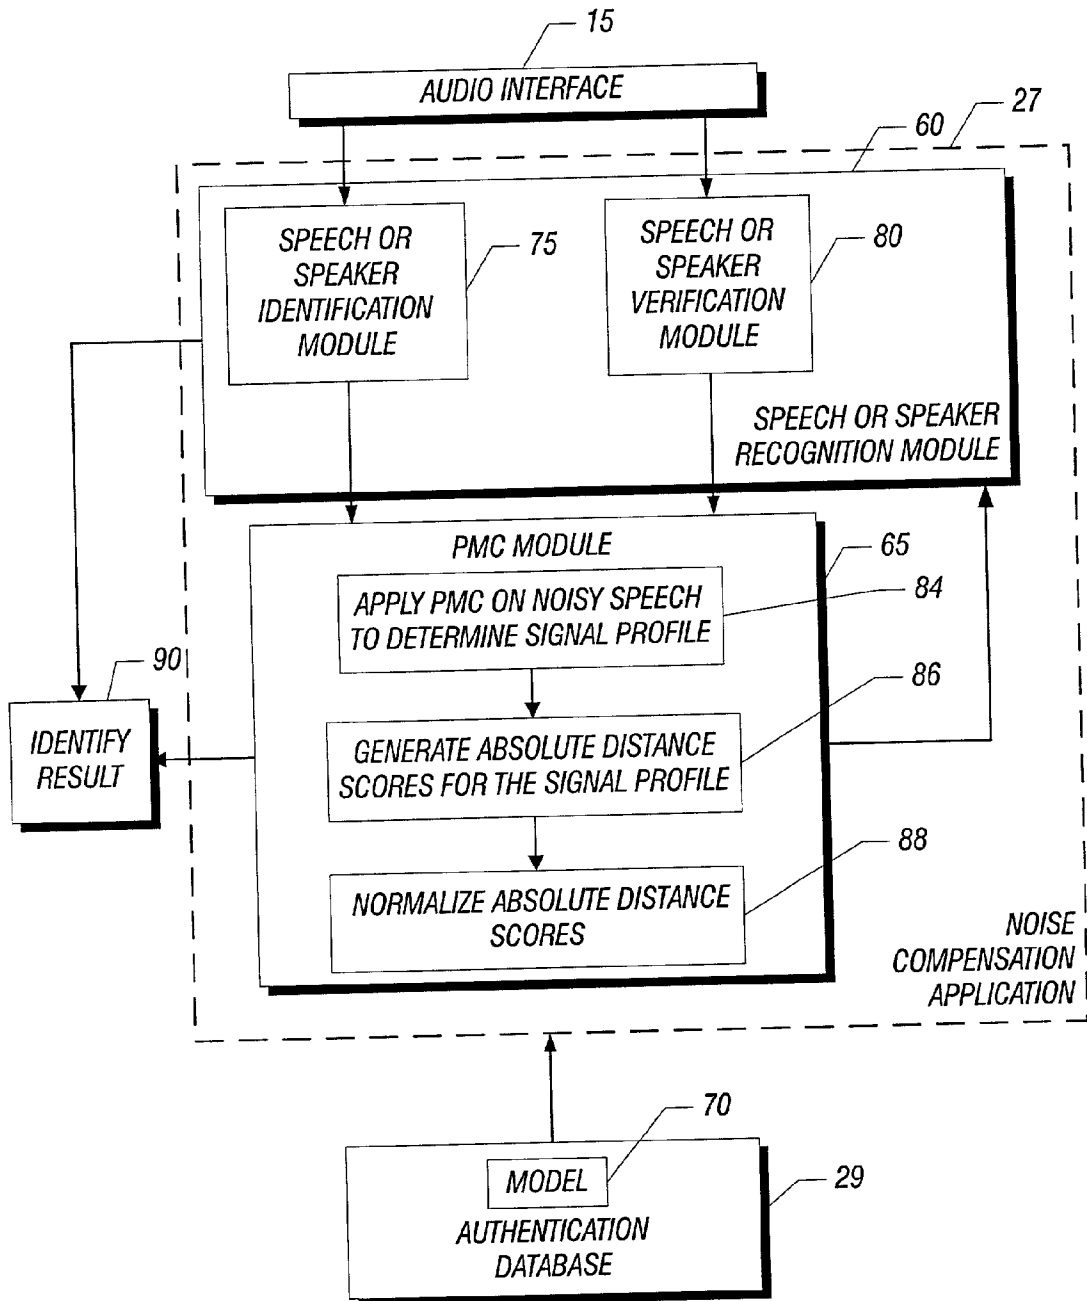 15
AUDIO INTERFACE
27
60
SPEECH OR
SPEAKER
IDENTIFICATION
MODULE
75
SPEECH OR
SPEAKER
VERIFICATION
MODULE
80
SPEECH OR SPEAKER
RECOGNITION MODULE
PMC MODULE
65
APPLY PMC ON NOISY SPEECH
TO DETERMINE SIGNAL PROFILE
84
90
IDENTIFY
RESULT
86
GENERATE ABSOLUTE DISTANCE
SCORES FOR THE SIGNAL PROFILE
88
NORMALIZE ABSOLUTE DISTANCE
SCORES
NOISE
COMPENSATION
APPLICATION
70
MODEL
29
AUTHENTICATION
DATABASE